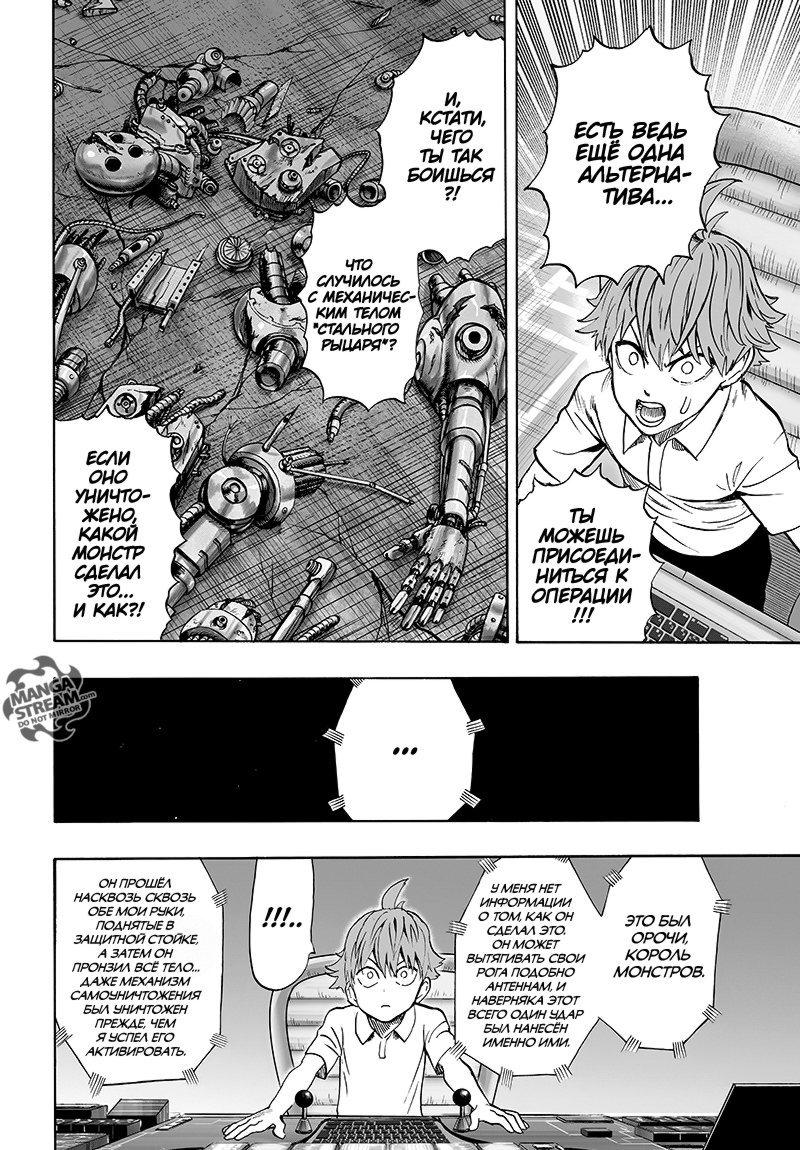 ЕСТЬ ВЕДЬ
ЕЩЁ ОДНА
АЛЬТЕРНА-
ТИВА...
ТЫ
МОЖЕШЬ
ПРИСОЕДИ-
НИТЬСЯ К
ОПЕРАЦИИ
!!!
И,
КСТАТИ,
ЧЕГО
ТЫ ТАК
БОИШЬСЯ
?!
ЧТО
СЛУЧИЛОСЬ
С МЕХАНИЧЕС-
КИМ ТЕЛОМ
"СТАЛЬНОГО
РЫЦАРЯ"?
ЕСЛИ
ОНО
УНИЧТО-
ЖЕНО,
КАКОЙ
МОНСТР
СДЕЛАЛ
ЭТО...
И КАК?!
MANGA
STREAM.com
DO NOT MIRROR
...
ЭТО БЫЛ
ОРОЧИ,
КОРОЛЬ
МОНСТРОВ.
У МЕНЯ НЕТ
ИНФОРМАЦИИ
О ТОМ, КАК ОН
СДЕЛАЛ ЭТО.
ОН МОЖЕТ
ВЫТЯГИВАТЬ СВОИ
РОГА ПОДОБНО
АНТЕННАМ, И
НАВЕРНЯКА ЭТОТ
ВСЕГО ОДИН УДАР
БЫЛ НАНЕСЁН
ИМЕННО ИМИ.
!!!..
ОН ПРОШЁЛ
НАСКВОЗЬ СКВОЗЬ
ОБЕ МОИ РУКИ,
ПОДНЯТЫЕ В
ЗАЩИТНОЙ СТОЙКЕ,
А ЗАТЕМ ОН
ПРОНЗИЛ ВСЁ ТЕЛО...
ДАЖЕ МЕХАНИЗМ
САМОУНИЧТОЖЕНИЯ
БЫЛ УНИЧТОЖЕН
ПРЕЖДЕ, ЧЕМ
Я УСПЕЛ ЕГО
АКТИВИРОВАТЬ.